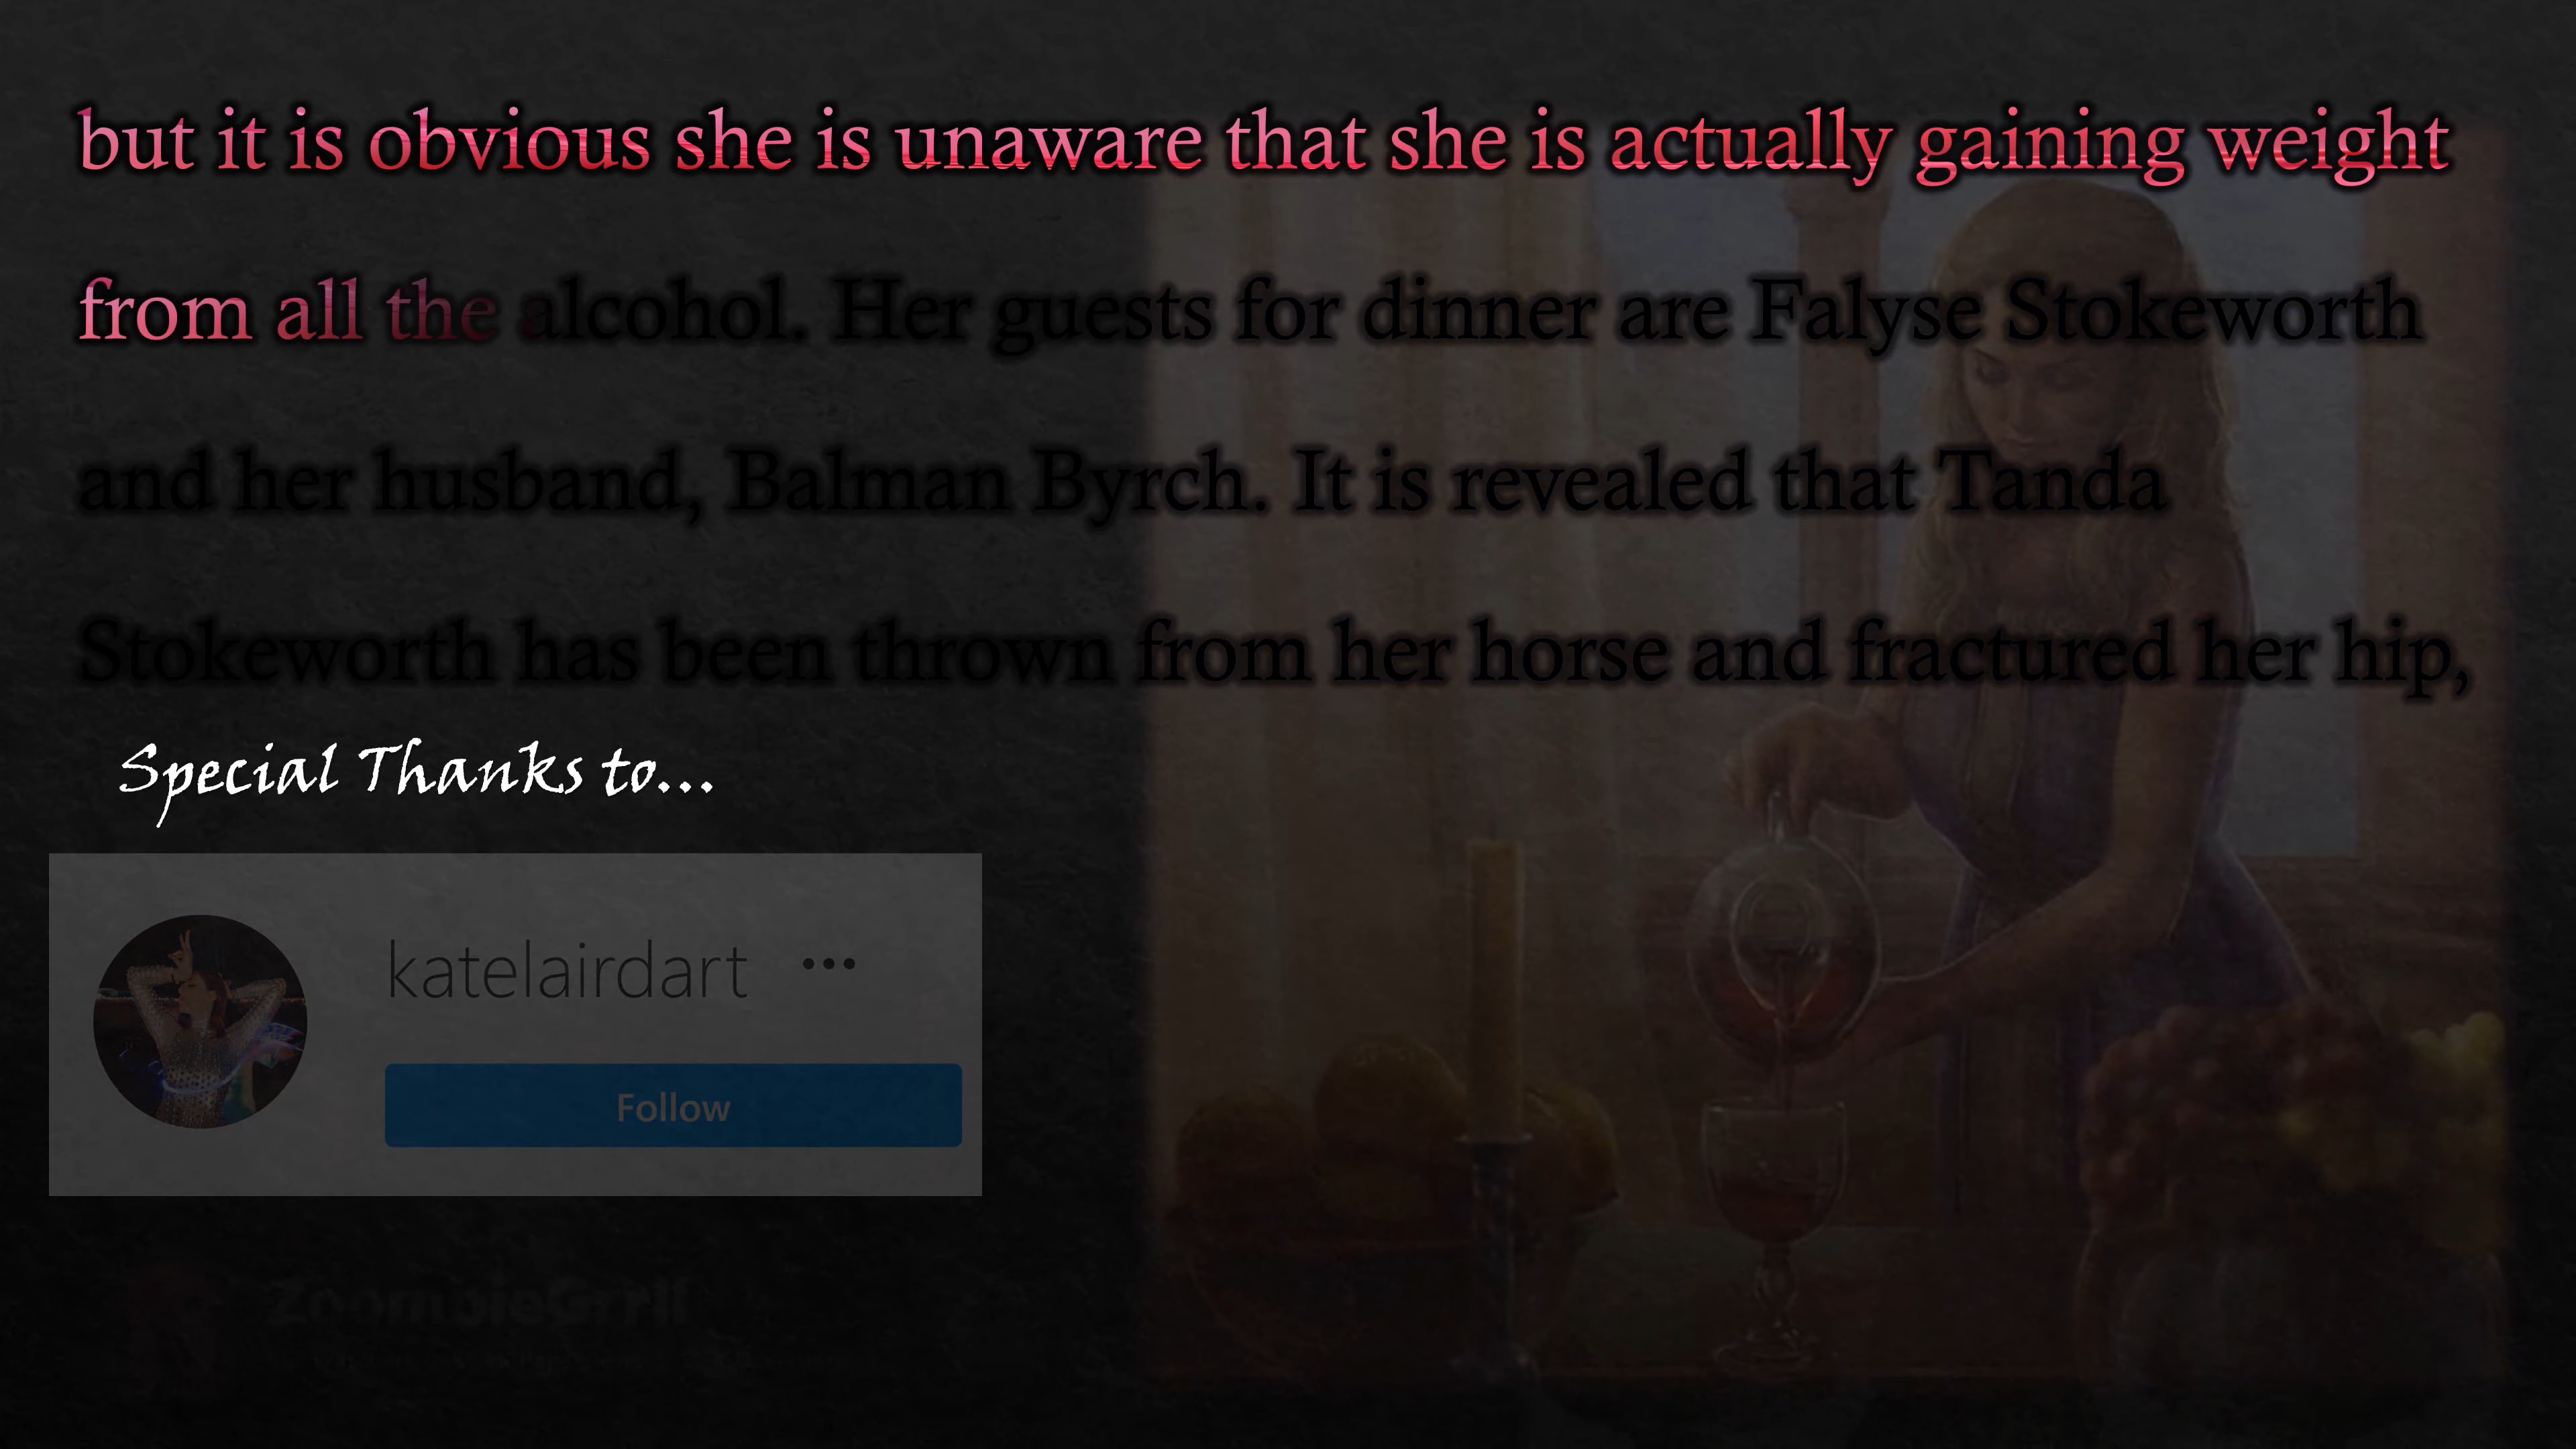 but it is obvious she is unaware that she is actually gaining weight
from all the alcohol. Her guests for dinner are Falyse Stokeworth
and her husband, Balman Byrch. It is revealed that Tanda
Stokeworth has been thrown from her horse and fractured her hip,
Special Thanks to...
katelairdart ...
Follow